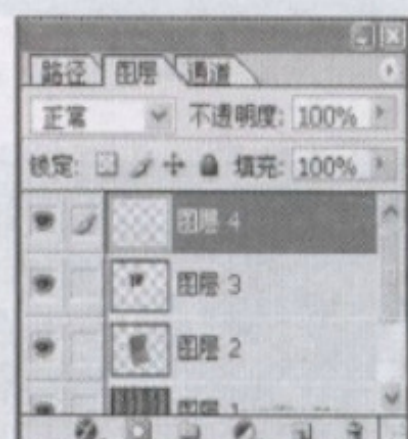 路径 图层 通道
正常 不透明度: 100%
锁定: 填充: 100%
图层 4
图层 3
图层 2
图层 1